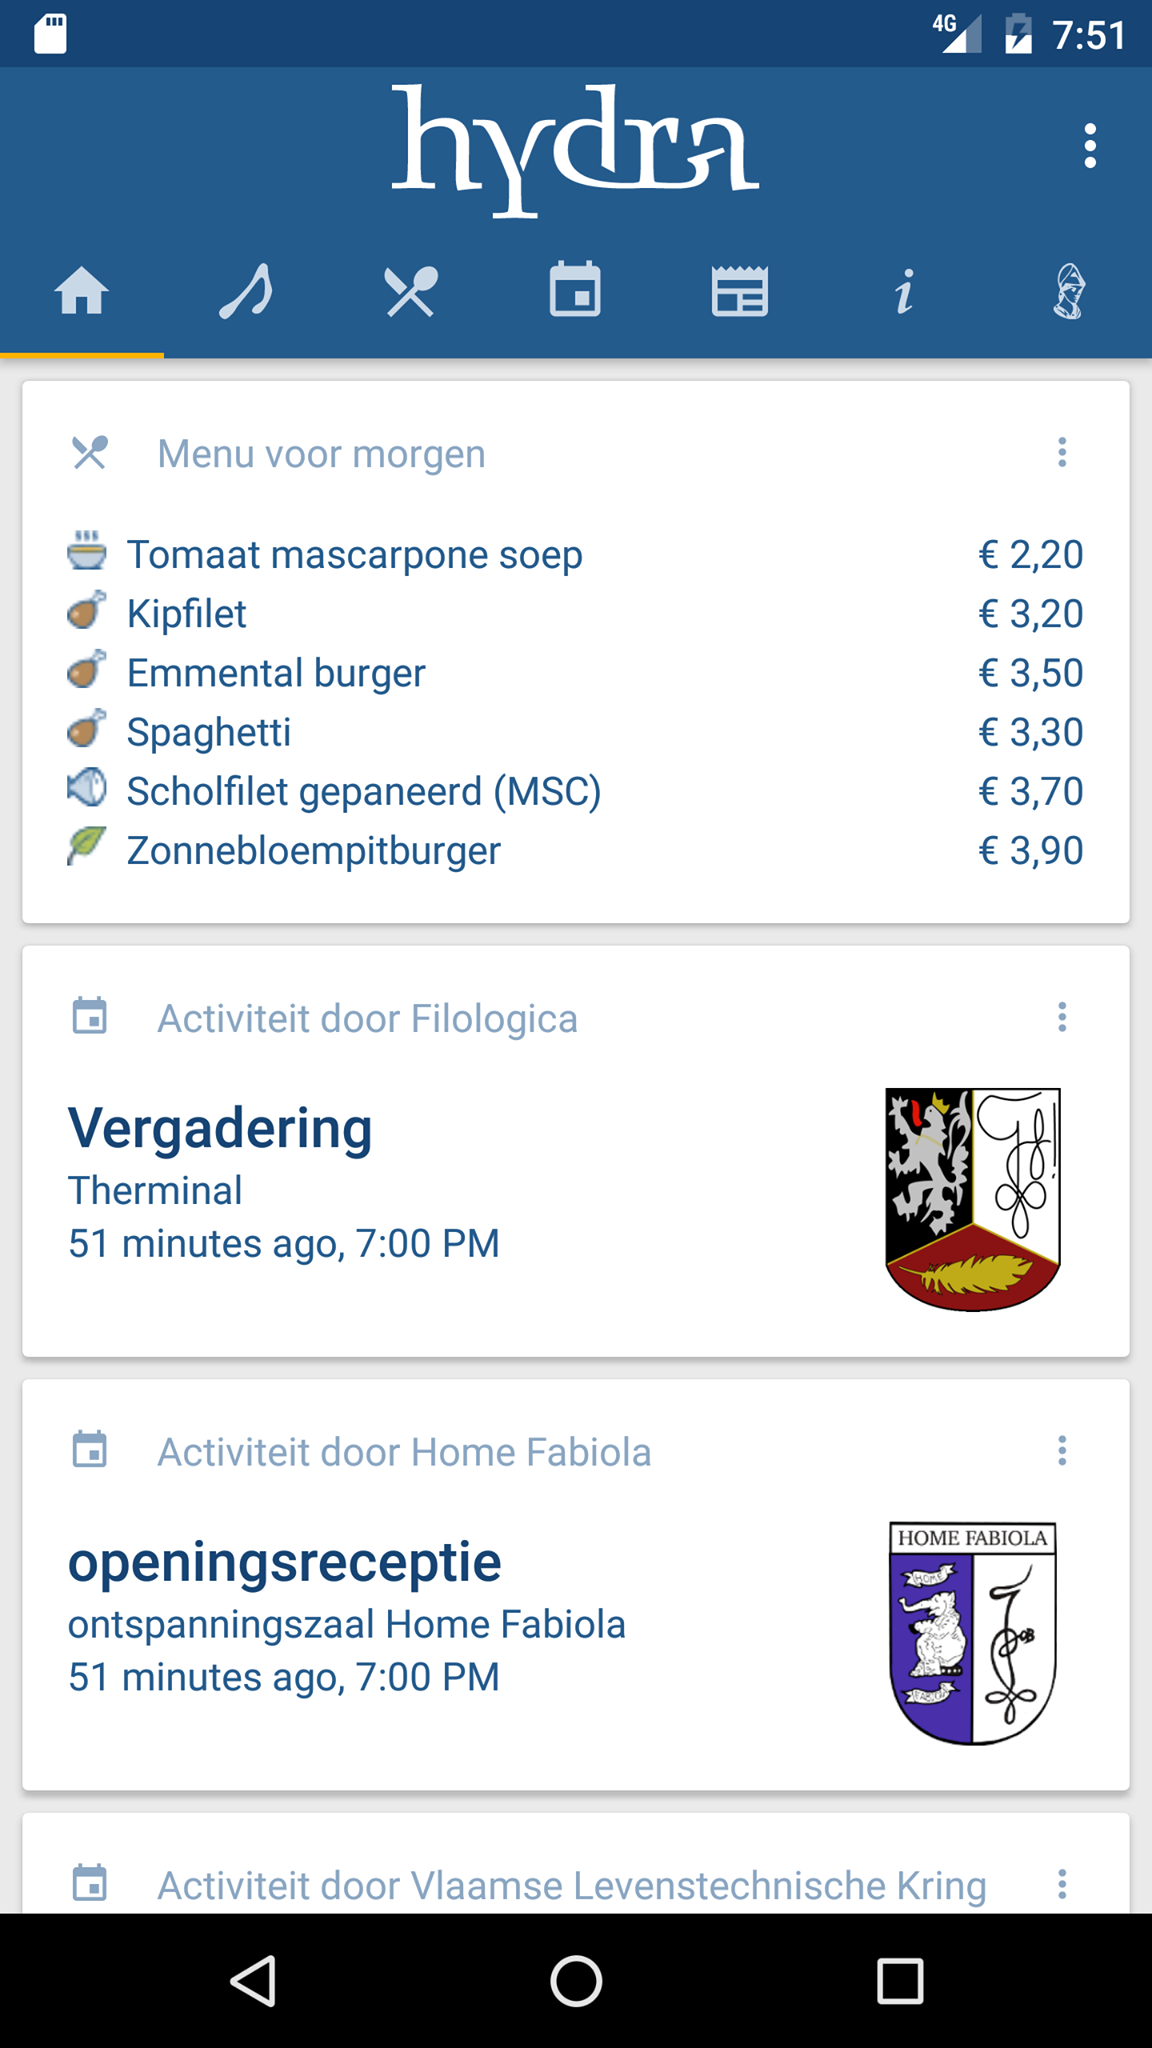 4G 7:51
hydra
Menu voor morgen
Tomaat mascarpone soep € 2,20
Kipfilet € 3,20
Emmental burger € 3,50
Spaghetti € 3,30
Scholfilet gepaneerd (MSC) € 3,70
Zonnebloempitburger € 3,90
Activiteit door Filologica
Vergadering
Therminal
51 minutes ago, 7:00 PM
Activiteit door Home Fabiola
openingsreceptie
ontspanningszaal Home Fabiola
51 minutes ago, 7:00 PM
HOME FABIOLA
HOME
FABIOLA
Activiteit door Vlaamse Levenstechnische Kring